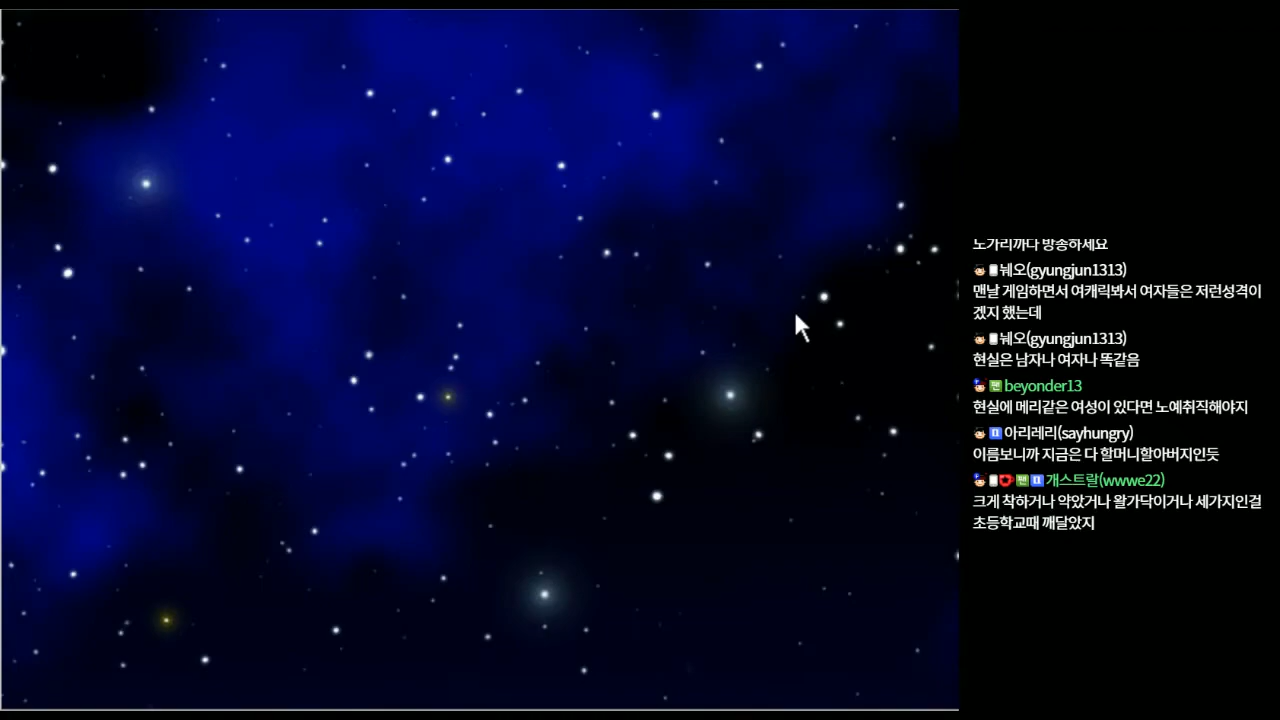 노가리까다 방송하세요
눼오(gyungjun1313)
맨날 게임하면서 여캐릭봐서 여자들은 저런성격이
겠지 했는데
눼오(gyungjun1313)
현실은 남자나 여자나 똑같음
팬 beyonder13
현실에 메리같은 여성이 있다면 노예취직해야지
아리레리(sayhungry)
이름보니까 지금은 다 할머니할아버지인듯
팬 개스트랄(wwwe22)
크게 착하거나 약았거나 왈가닥이거나 세가지인걸
초등학교때 깨달았지